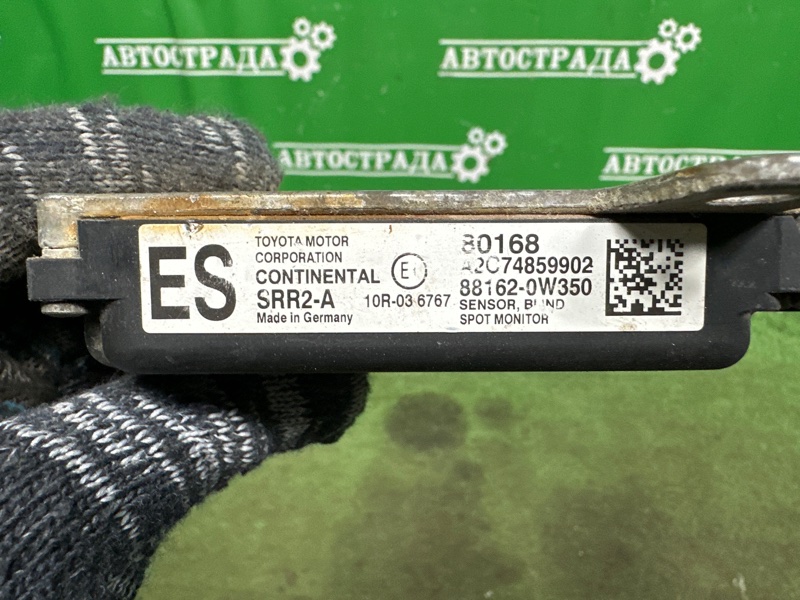 АВТОСТРАДА
АВТОСТРАДА
АВТОСТРАДА
АВТОСТРАДА
ES
TOYOTA MOTOR
CORPORATION
CONTINENTAL
SRR2-A
Made in Germany
10R-03 6767
80168
A2C74859902
88162-0W350
SENSOR, BLIND
SPOT MONITOR